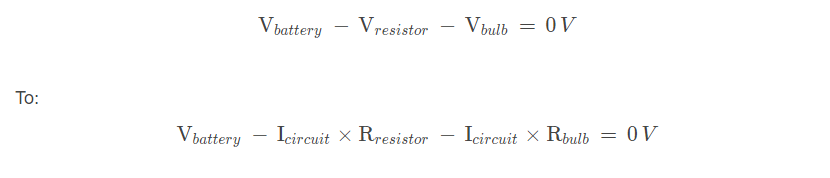 V_battery − V_resistor − V_bulb = 0 V
To:
V_battery − I_circuit × R_resistor − I_circuit × R_bulb = 0 V